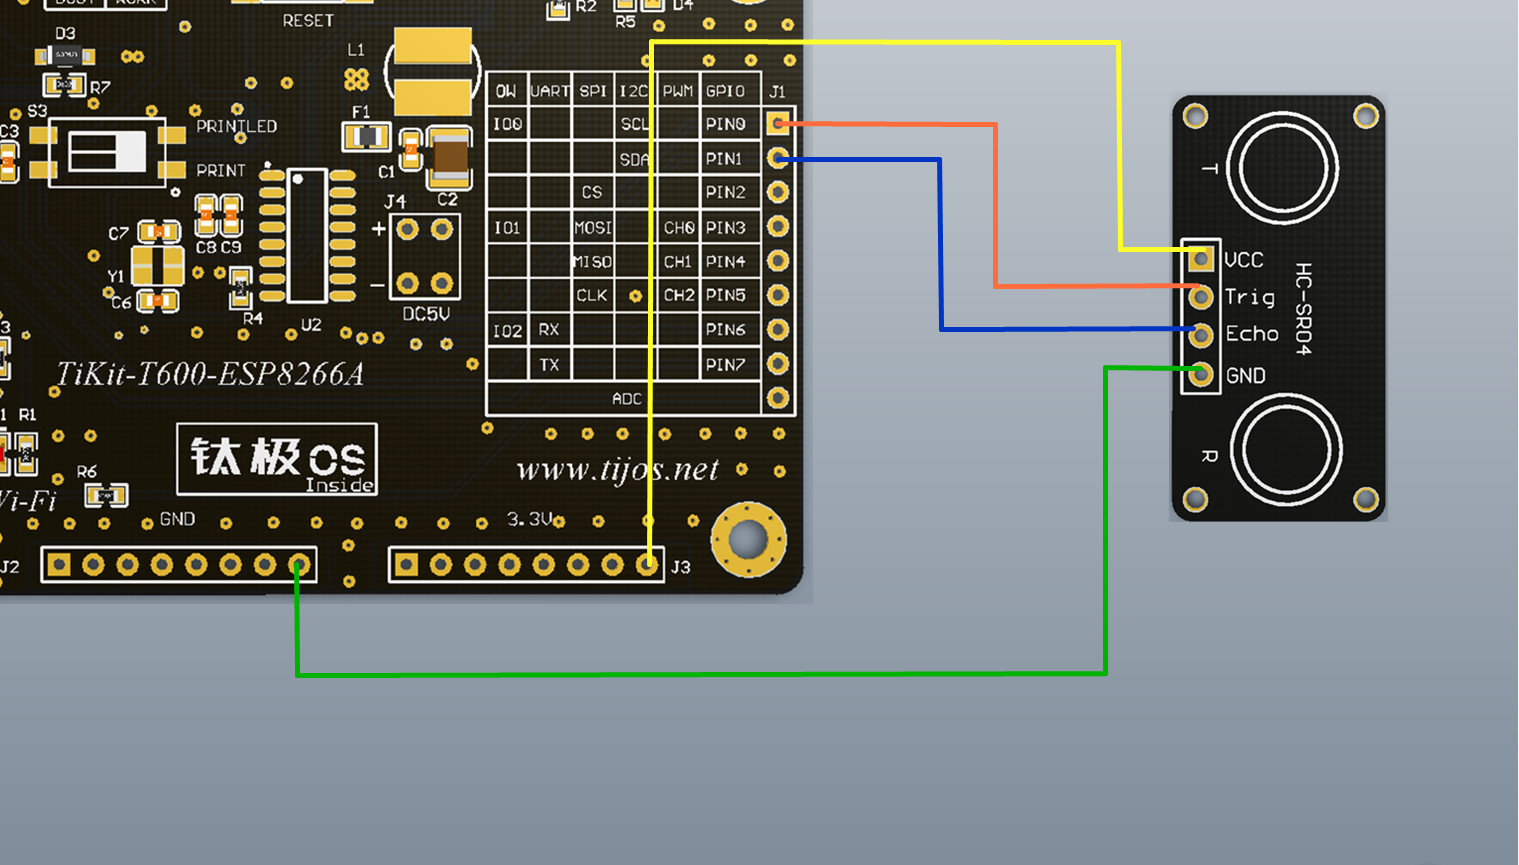 RESET
R2
R5
D4
D3
R7
L1
S3
PRINTLED
PRINT
C3
F1
C1
C2
OW UART SPI I2C PWM GPIO J1
IO0 SCL PIN0
SDA PIN1
CS PIN2
IO1 MOSI CH0 PIN3
MISO CH1 PIN4
CLK CH2 PIN5
IO2 RX PIN6
TX PIN7
ADC
J4
+
−
DC5V
C7
Y1
C6
C8 C9
R4
U2
TiKit-T600-ESP8266A
R1
R6
钛极OS
Inside
www.tijos.net
Wi-Fi
GND
3.3V
J2
J3
T
VCC
Trig
Echo
GND
HC-SR04
R